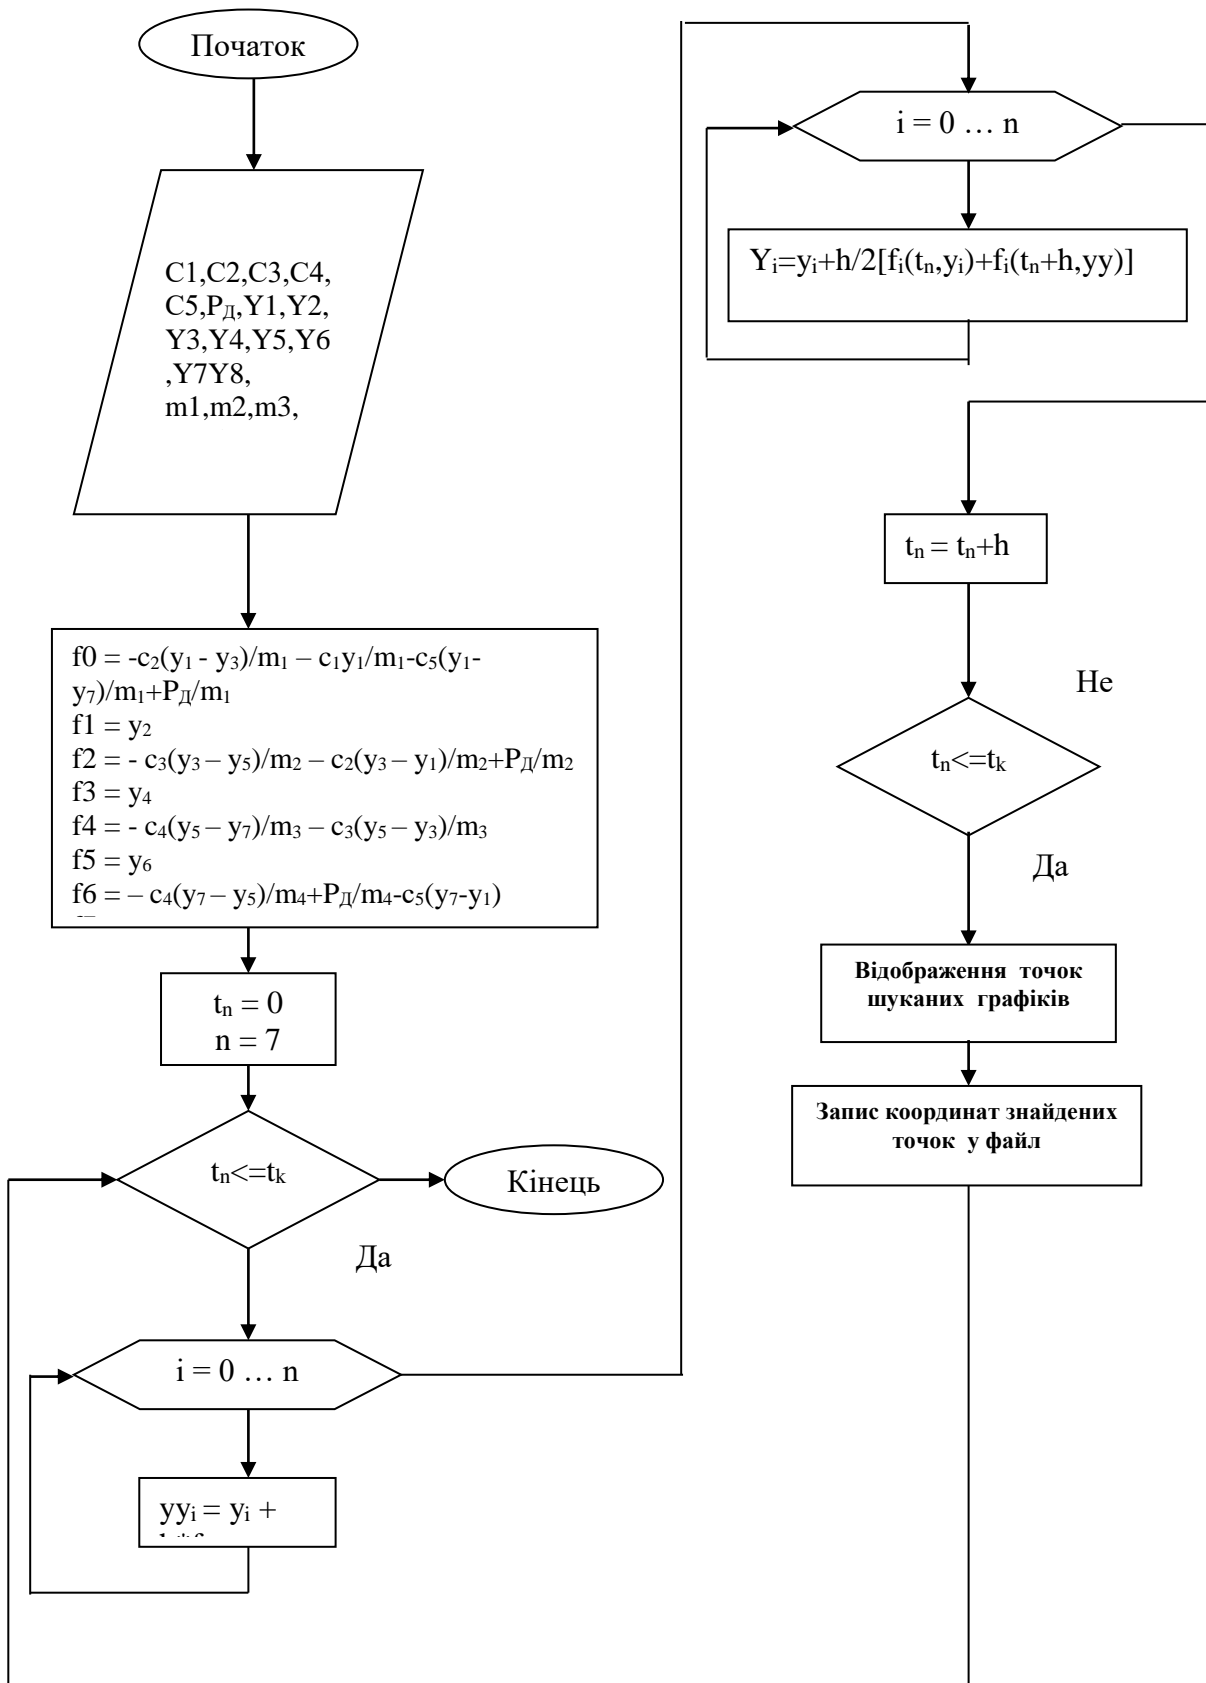 Початок
C1,C2,C3,C4,
C5,PД,Y1,Y2,
Y3,Y4,Y5,Y6
,Y7Y8,
m1,m2,m3,
f0 = -c₂(y₁ - y₃)/m₁ – c₁y₁/m₁-c₅(y₁-
y₇)/m₁+PД/m₁
f1 = y₂
f2 = - c₃(y₃ – y₅)/m₂ – c₂(y₃ – y₁)/m₂+PД/m₂
f3 = y₄
f4 = - c₄(y₅ – y₇)/m₃ – c₃(y₅ – y₃)/m₃
f5 = y₆
f6 = – c₄(y₇ – y₅)/m₄+PД/m₄-c₅(y₇-y₁)
tₙ = 0
n = 7
tₙ<=tₖ
Кінець
Да
i = 0 … n
yyᵢ = yᵢ +
i = 0 … n
Yᵢ=yᵢ+h/2[fᵢ(tₙ,yᵢ)+fᵢ(tₙ+h,yy)]
tₙ = tₙ+h
Не
tₙ<=tₖ
Да
Відображення точок
шуканих графіків
Запис координат знайдених
точок у файл